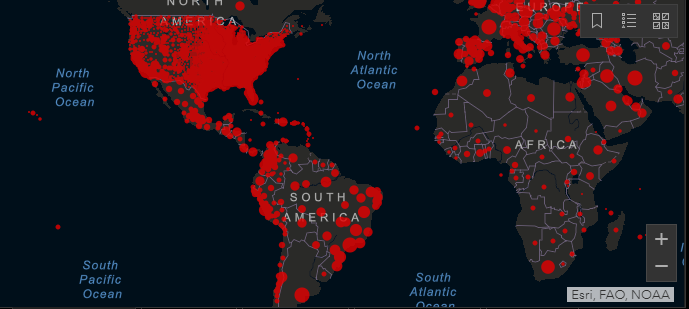 NORTH
AMERICA
EUROPE
North
Pacific
Ocean
North
Atlantic
Ocean
AFRICA
SOUTH
AMERICA
South
Pacific
Ocean
South
Atlantic
Ocean
+
−
Esri, FAO, NOAA